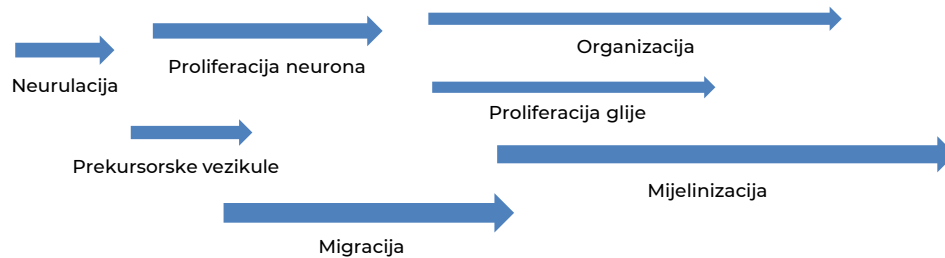 Organizacija
Neurulacija
Proliferacija neurona
Proliferacija glije
Prekursorske vezikule
Mijelinizacija
Migracija